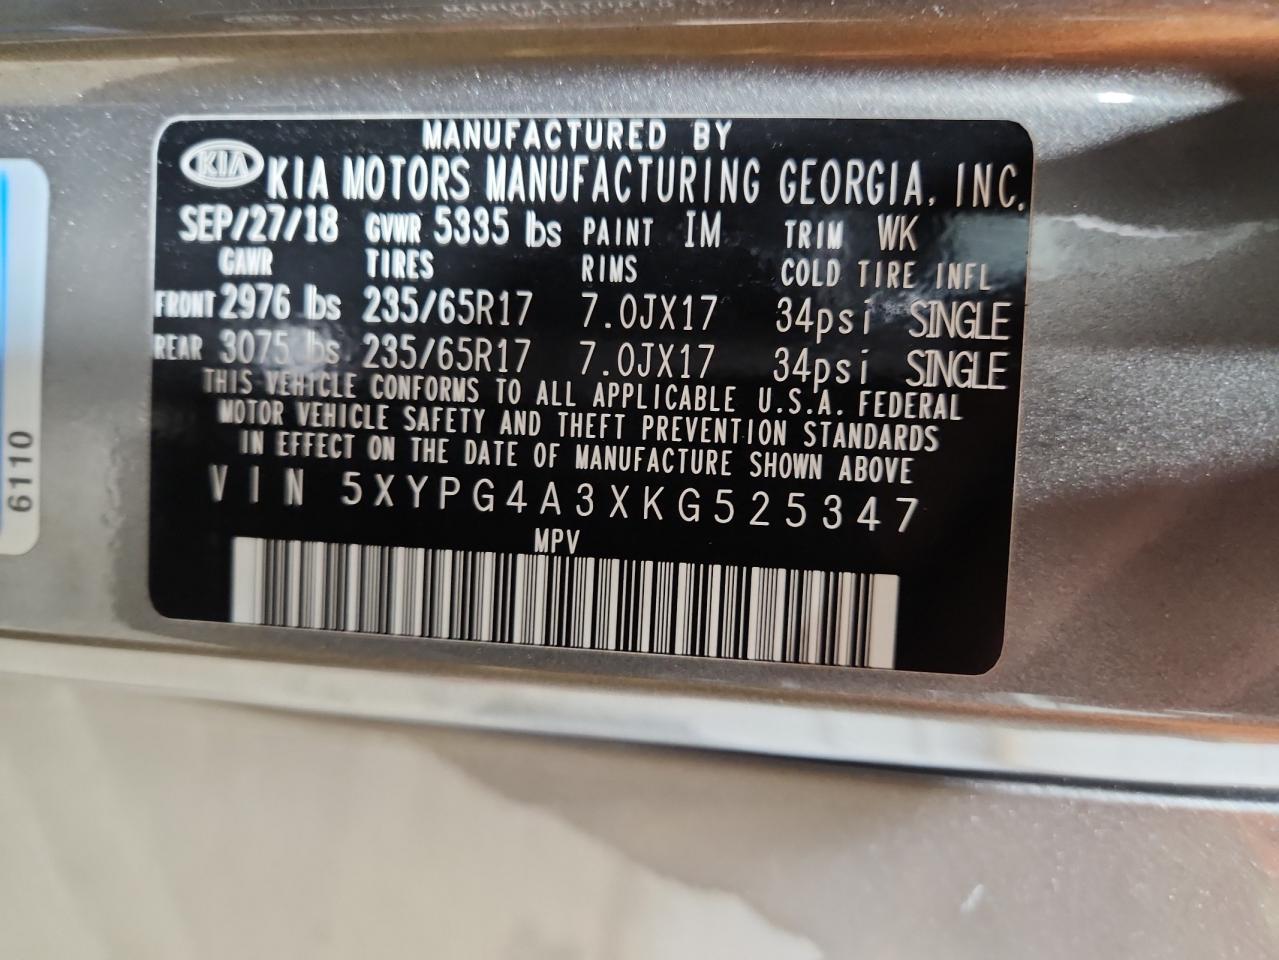 MANUFACTURED BY
KIA KIA MOTORS MANUFACTURING GEORGIA, INC.
SEP/27/18 GVWR 5335 lbs PAINT IM TRIM WK
GAWR TIRES RIMS COLD TIRE INFL
FRONT 2976 lbs 235/65R17 7.0JX17 34psi SINGLE
REAR 3075 lbs 235/65R17 7.0JX17 34psi SINGLE
THIS VEHICLE CONFORMS TO ALL APPLICABLE U.S.A. FEDERAL
MOTOR VEHICLE SAFETY AND THEFT PREVENTION STANDARDS
IN EFFECT ON THE DATE OF MANUFACTURE SHOWN ABOVE
VIN 5XYPG4A3XKG525347
MPV
6110